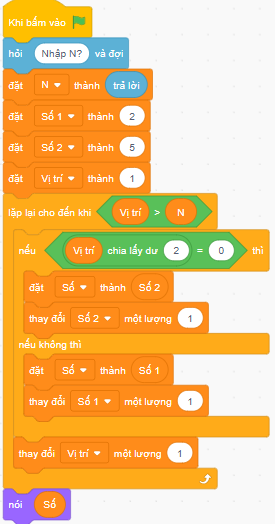 Khi bấm vào
hỏi Nhập N? và đợi
đặt N thành trả lời
đặt Số 1 thành 2
đặt Số 2 thành 5
đặt Vị trí thành 1
lặp lại cho đến khi Vị trí > N
nếu Vị trí chia lấy dư 2 = 0 thì
đặt Số thành Số 2
thay đổi Số 2 một lượng 1
nếu không thì
đặt Số thành Số 1
thay đổi Số 1 một lượng 1
thay đổi Vị trí một lượng 1
nói Số